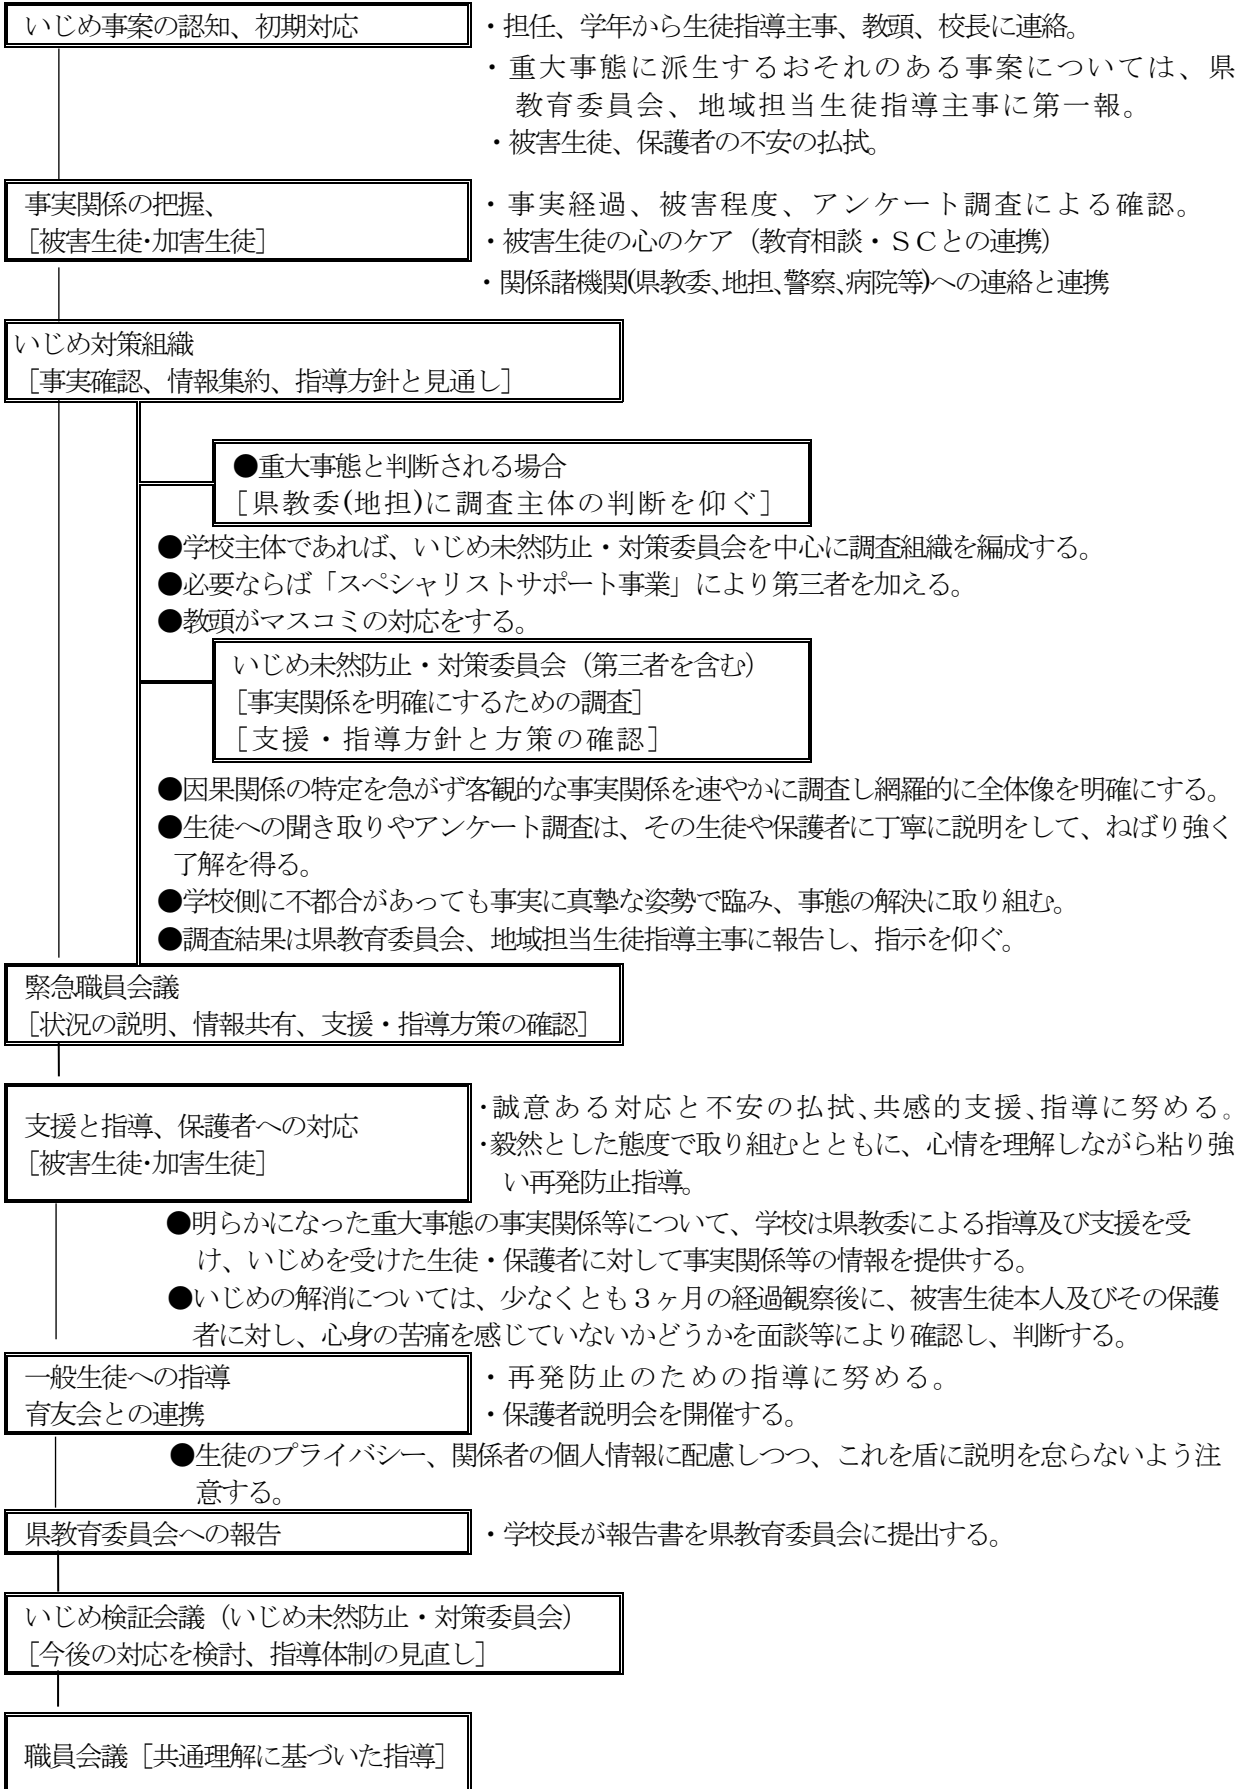 いじめ事案の認知、初期対応
・担任、学年から生徒指導主事、教頭、校長に連絡。
・重大事態に派生するおそれのある事案については、県
教育委員会、地域担当生徒指導主事に第一報。
・被害生徒、保護者の不安の払拭。
事実関係の把握、
［被害生徒・加害生徒］
・事実経過、被害程度、アンケート調査による確認。
・被害生徒の心のケア（教育相談・ＳＣとの連携）
・関係諸機関(県教委、地担、警察、病院等)への連絡と連携
いじめ対策組織
［事実確認、情報集約、指導方針と見通し］
●重大事態と判断される場合
［県教委(地担)に調査主体の判断を仰ぐ］
●学校主体であれば、いじめ未然防止・対策委員会を中心に調査組織を編成する。
●必要ならば「スペシャリストサポート事業」により第三者を加える。
●教頭がマスコミの対応をする。
いじめ未然防止・対策委員会（第三者を含む）
［事実関係を明確にするための調査］
［支援・指導方針と方策の確認］
●因果関係の特定を急がず客観的な事実関係を速やかに調査し網羅的に全体像を明確にする。
●生徒への聞き取りやアンケート調査は、その生徒や保護者に丁寧に説明をして、ねばり強く
了解を得る。
●学校側に不都合があっても事実に真摯な姿勢で臨み、事態の解決に取り組む。
●調査結果は県教育委員会、地域担当生徒指導主事に報告し、指示を仰ぐ。
緊急職員会議
［状況の説明、情報共有、支援・指導方策の確認］
支援と指導、保護者への対応
［被害生徒・加害生徒］
・誠意ある対応と不安の払拭、共感的支援、指導に努める。
・毅然とした態度で取り組むとともに、心情を理解しながら粘り強
い再発防止指導。
●明らかになった重大事態の事実関係等について、学校は県教委による指導及び支援を受
け、いじめを受けた生徒・保護者に対して事実関係等の情報を提供する。
●いじめの解消については、少なくとも３ヶ月の経過観察後に、被害生徒本人及びその保護
者に対し、心身の苦痛を感じていないかどうかを面談等により確認し、判断する。
一般生徒への指導
育友会との連携
・再発防止のための指導に努める。
・保護者説明会を開催する。
●生徒のプライバシー、関係者の個人情報に配慮しつつ、これを盾に説明を怠らないよう注
意する。
県教育委員会への報告
・学校長が報告書を県教育委員会に提出する。
いじめ検証会議（いじめ未然防止・対策委員会）
［今後の対応を検討、指導体制の見直し］
職員会議［共通理解に基づいた指導］